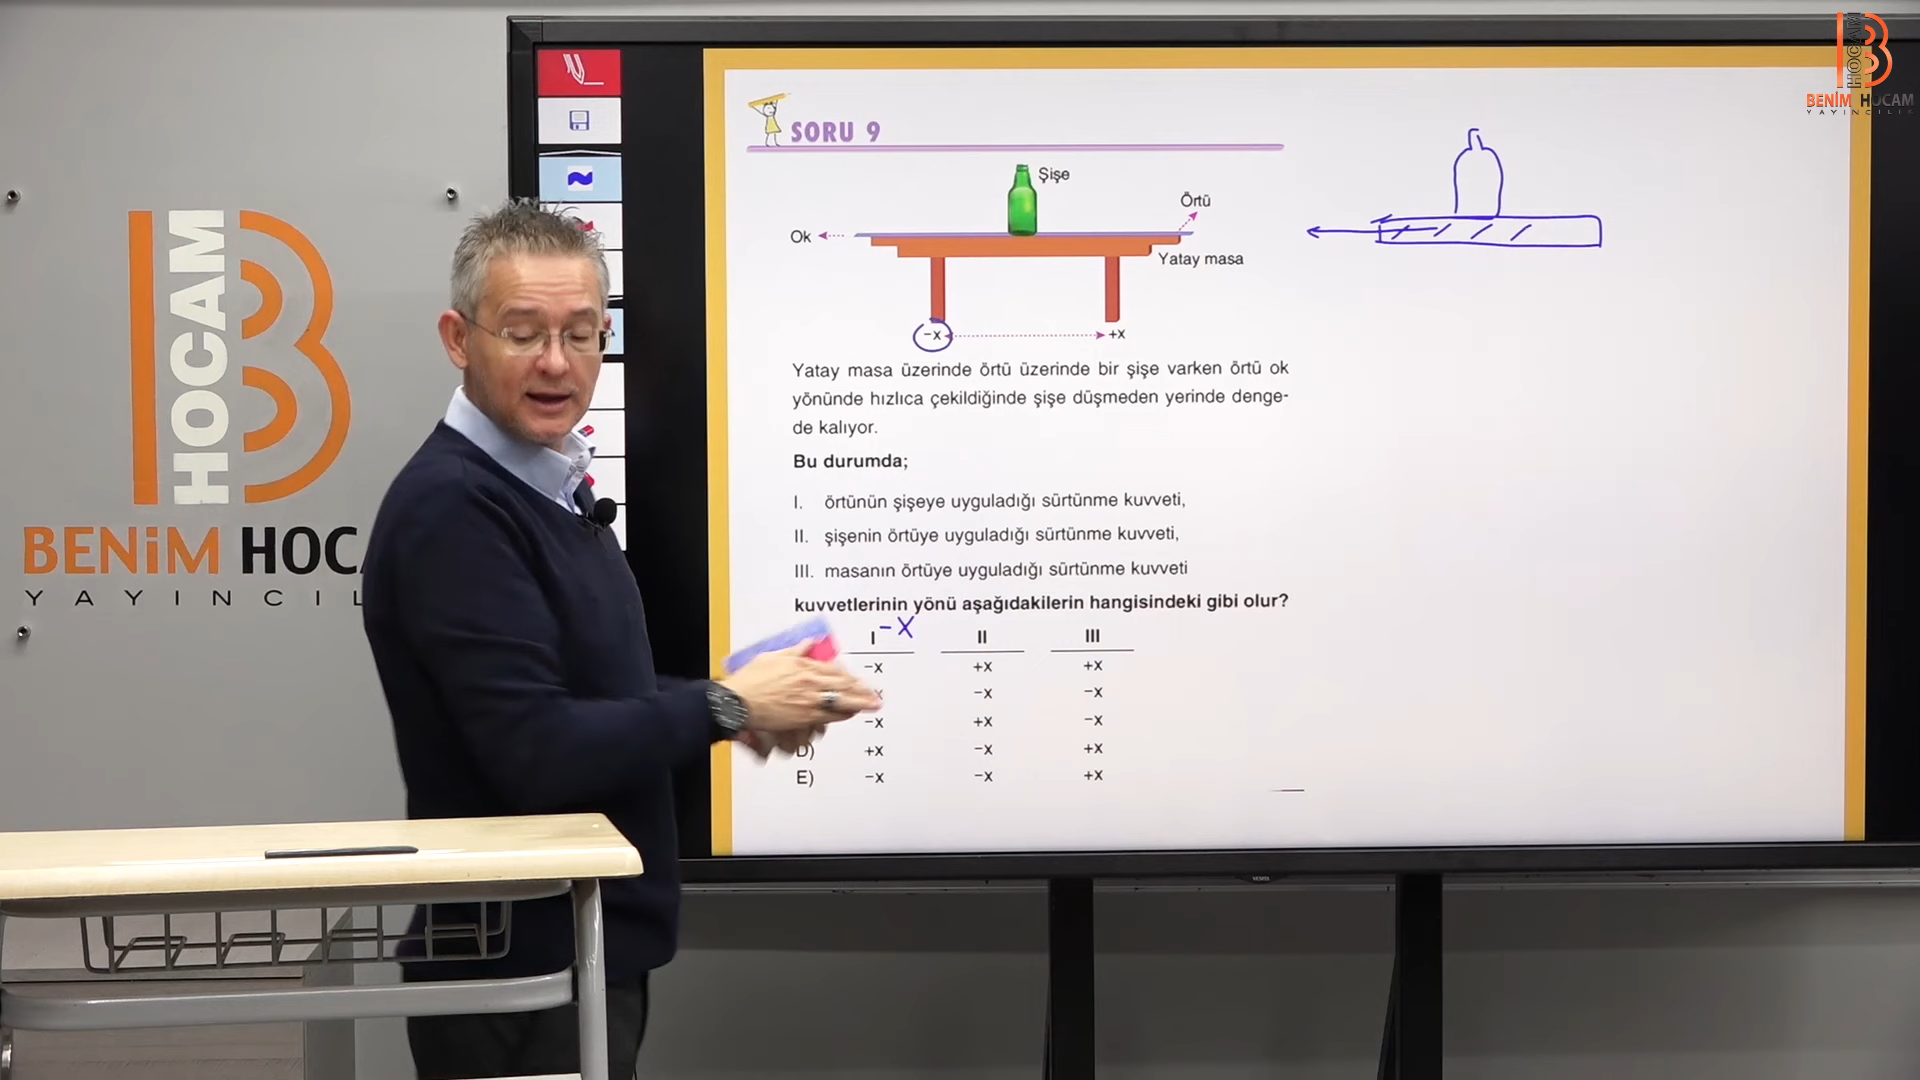 B HOCAM
BENİM HOCAM
YAYINCILIK
HOCAM
BENİM HOC
YAYINCIL
SORU 9
Şişe
Örtü
Ok
Yatay masa
-x
+x
Yatay masa üzerinde örtü üzerinde bir şişe varken örtü ok
yönünde hızlıca çekildiğinde şişe düşmeden yerinde denge-
de kalıyor.
Bu durumda;
I. örtünün şişeye uyguladığı sürtünme kuvveti,
II. şişenin örtüye uyguladığı sürtünme kuvveti,
III. masanın örtüye uyguladığı sürtünme kuvveti
kuvvetlerinin yönü aşağıdakilerin hangisindeki gibi olur?
I -X II III
-x +x +x
-x -x
-x +x -x
D) +x -x +x
E) -x -x +x